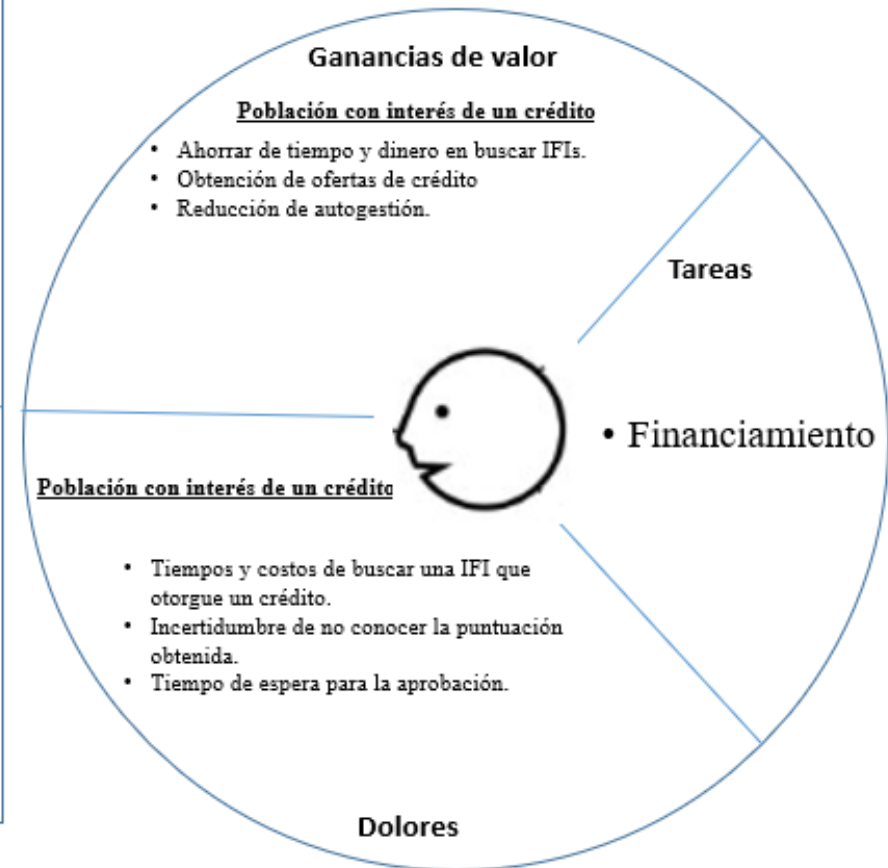 Ganancias de valor
Población con interés de un crédito
• Ahorrar de tiempo y dinero en buscar IFIs.
• Obtención de ofertas de crédito
• Reducción de autogestión.
Tareas
• Financiamiento
Población con interés de un crédito
• Tiempos y costos de buscar una IFI que
otorgue un crédito.
• Incertidumbre de no conocer la puntuación
obtenida.
• Tiempo de espera para la aprobación.
Dolores